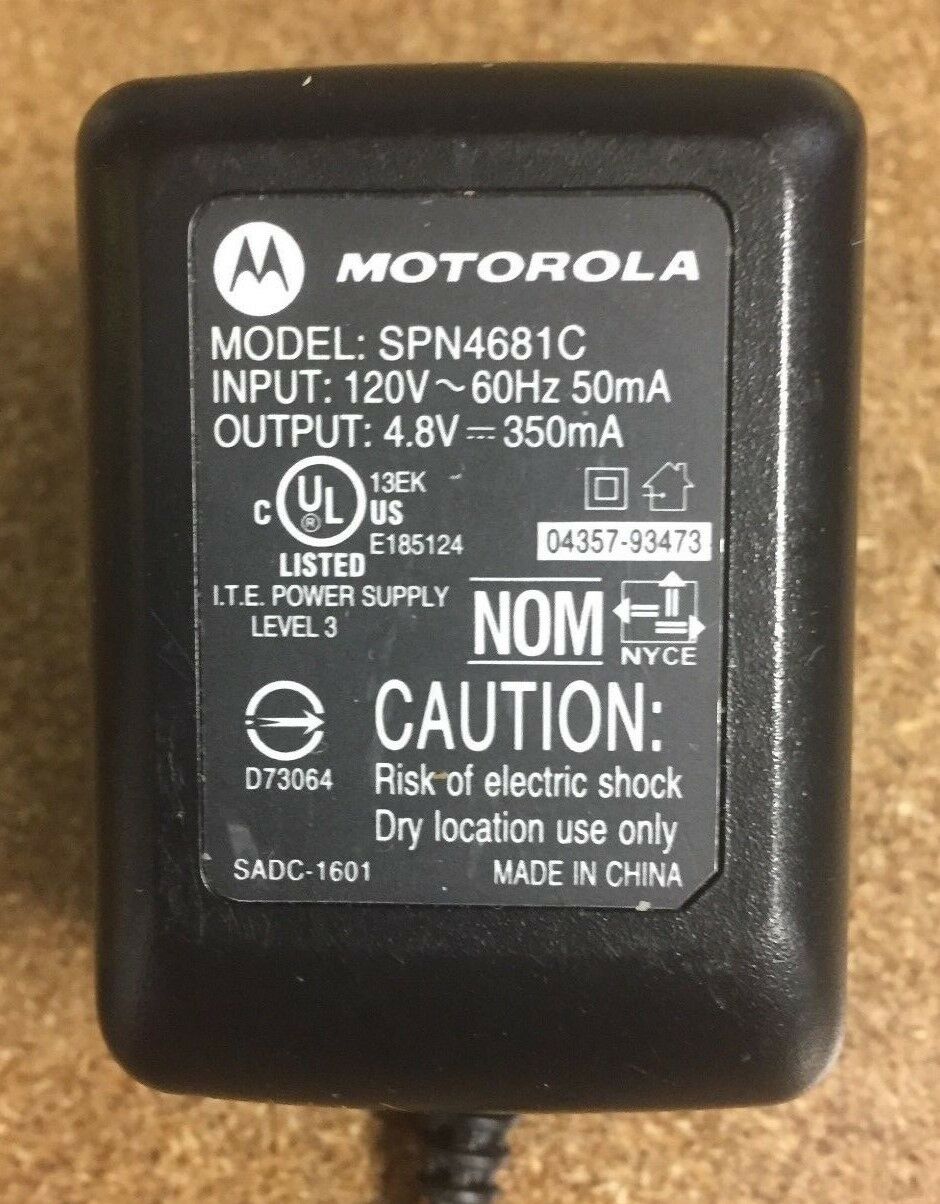 MOTOROLA
MODEL: SPN4681C
INPUT: 120V~60Hz 50mA
OUTPUT: 4.8V⎓350mA
C UL ® US 13EK
LISTED E185124
04357-93473
I.T.E. POWER SUPPLY
LEVEL 3
NOM
NYCE
D73064
CAUTION:
Risk of electric shock
Dry location use only
SADC-1601 MADE IN CHINA